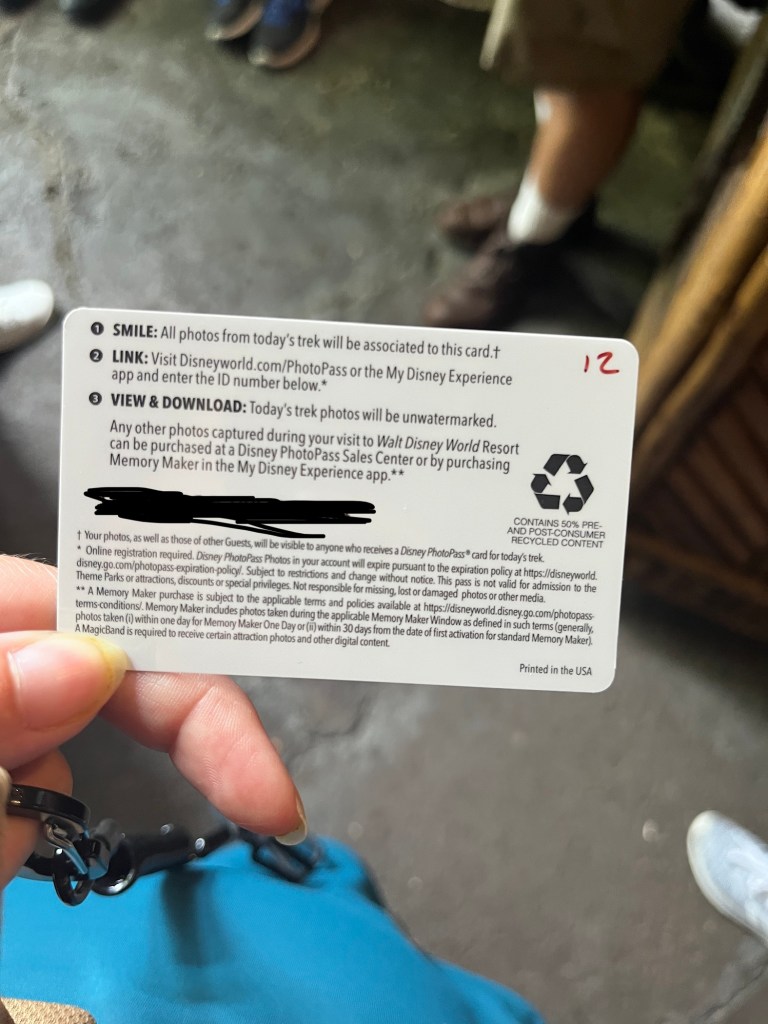 ❶ SMILE: All photos from today's trek will be associated to this card.†
12
❷ LINK: Visit Disneyworld.com/PhotoPass or the My Disney Experience
app and enter the ID number below.*
❸ VIEW & DOWNLOAD: Today's trek photos will be unwatermarked.
Any other photos captured during your visit to Walt Disney World Resort
can be purchased at a Disney PhotoPass Sales Center or by purchasing
Memory Maker in the My Disney Experience app.**
CONTAINS 50% PRE-
AND POST-CONSUMER
RECYCLED CONTENT
† Your photos, as well as those of other Guests, will be visible to anyone who receives a Disney PhotoPass® card for today's trek.
* Online registration required. Disney PhotoPass Photos in your account will expire pursuant to the expiration policy at https://disneyworld.
disney.go.com/photopass-expiration-policy/. Subject to restrictions and change without notice. This pass is not valid for admission to the
Theme Parks or attractions, discounts or special privileges. Not responsible for missing, lost or damaged photos or other media.
** A Memory Maker purchase is subject to the applicable terms and policies available at https://disneyworld.disney.go.com/photopass-
terms-conditions/. Memory Maker includes photos taken during the applicable Memory Maker Window as defined in such terms (generally,
photos taken (i) within one day for Memory Maker One Day or (ii) within 30 days from the date of first activation for standard Memory Maker).
A MagicBand is required to receive certain attraction photos and other digital content.
Printed in the USA